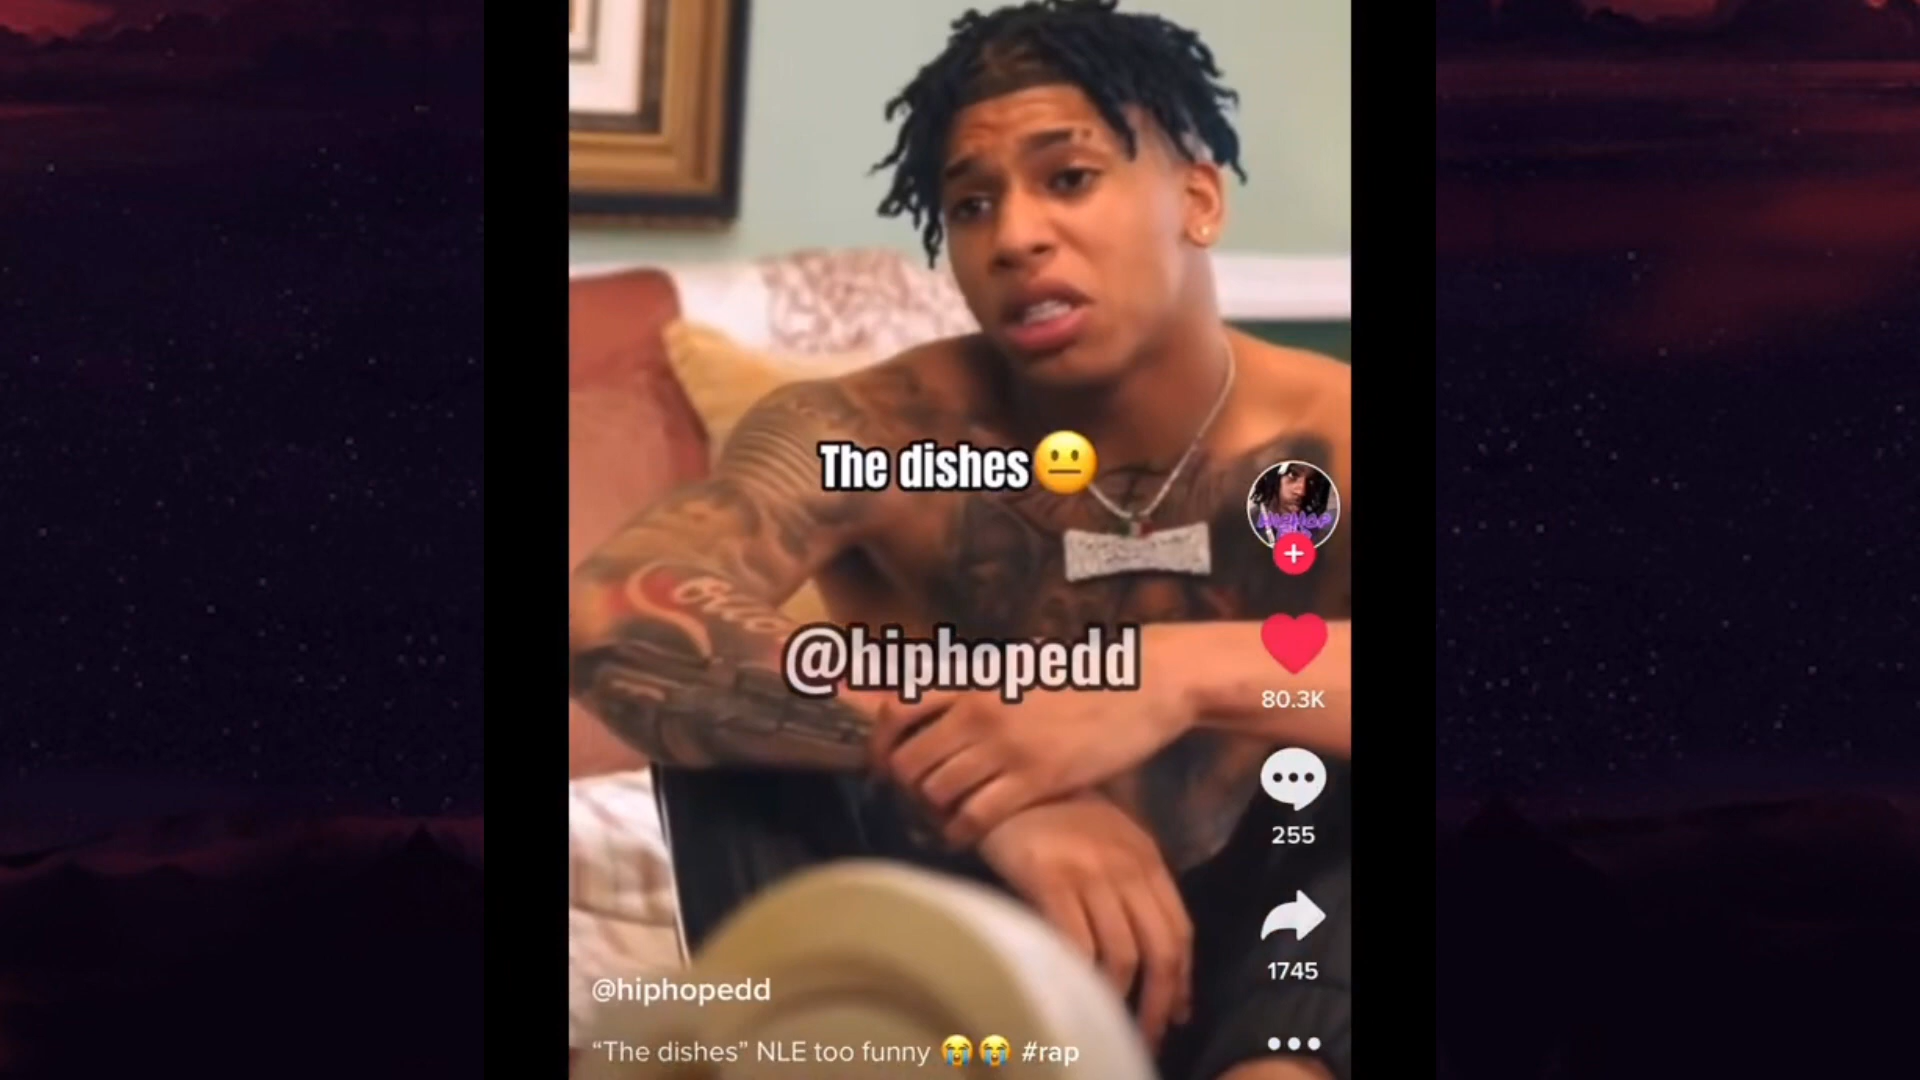 The dishes😐
@hiphopedd
80.3K
255
1745
@hiphopedd
“The dishes” NLE too funny 😭😭 #rap